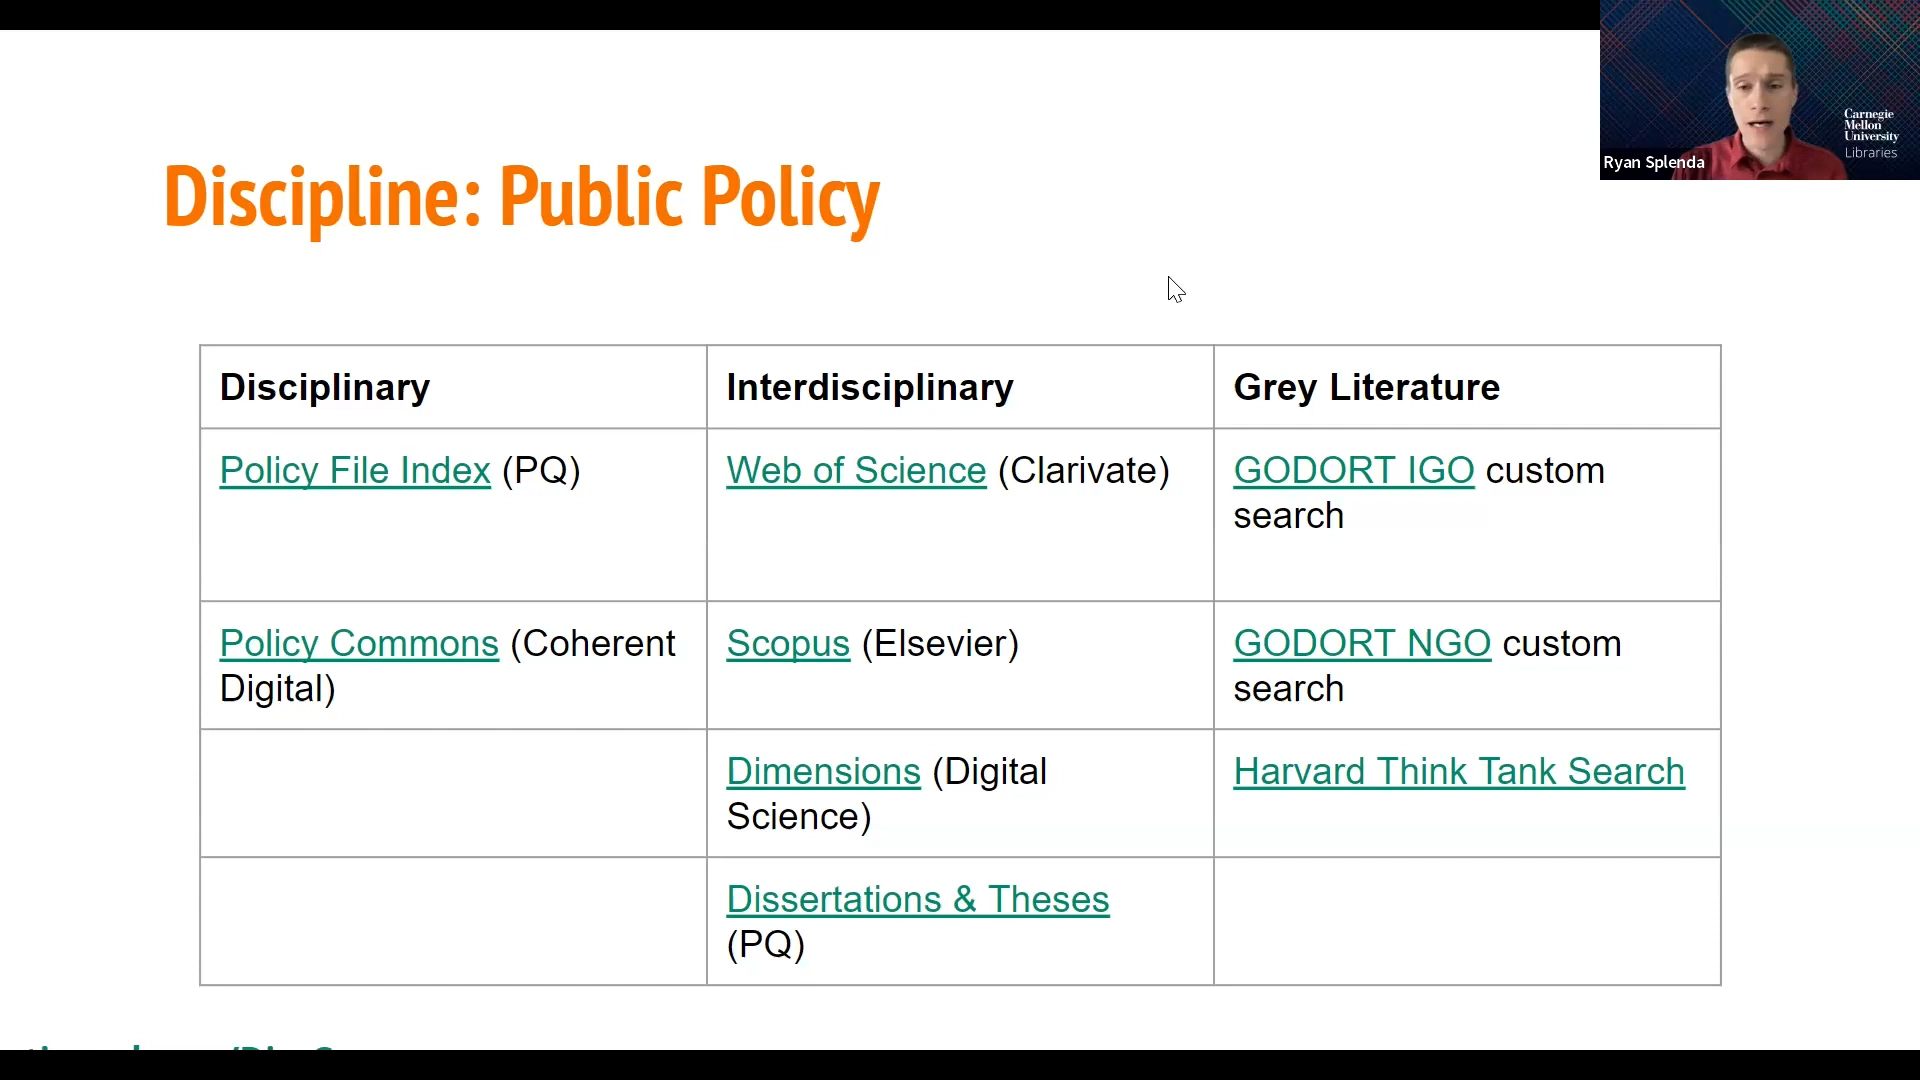 Carnegie
Mellon
University
Libraries
Ryan Splenda
Discipline: Public Policy
Disciplinary
Interdisciplinary
Grey Literature
Policy File Index (PQ)
Web of Science (Clarivate)
GODORT IGO custom
search
Policy Commons (Coherent
Digital)
Scopus (Elsevier)
GODORT NGO custom
search
Dimensions (Digital
Science)
Harvard Think Tank Search
Dissertations & Theses
(PQ)